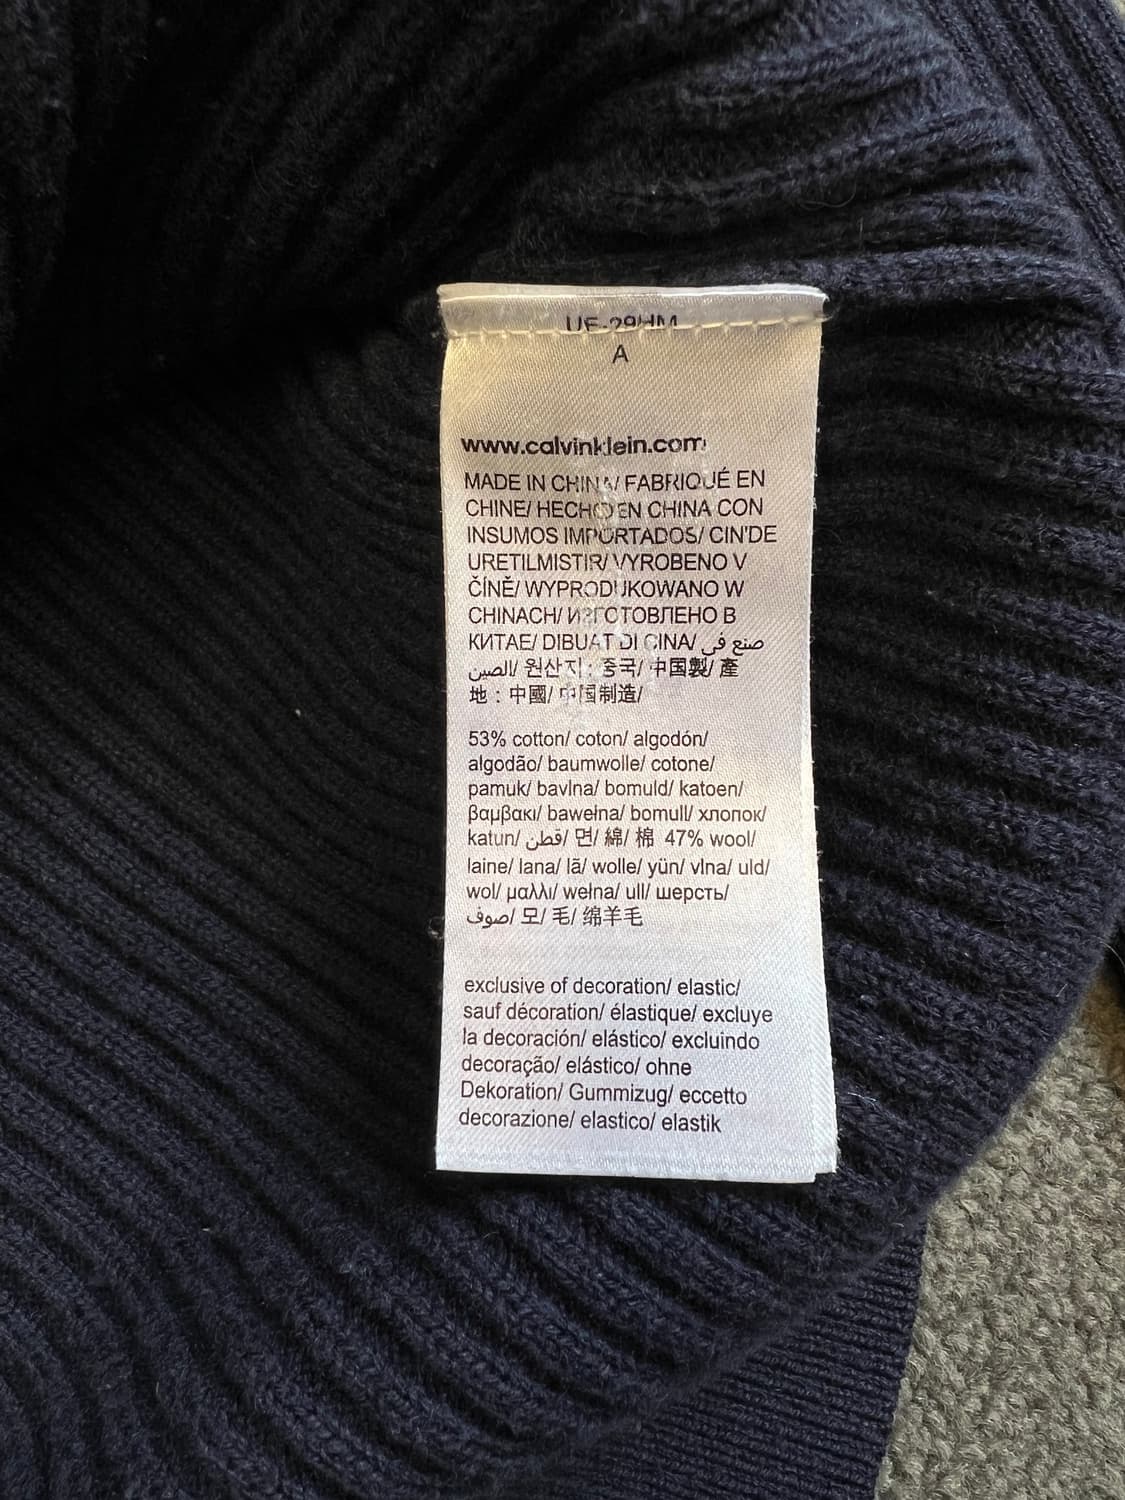 A
www.calvinklein.com
MADE IN CHINA/ FABRIQUÉ EN
CHINE/ HECHO EN CHINA CON
INSUMOS IMPORTADOS/ CIN'DE
URETILMISTIR/ VYROBENO V
ČÍNĚ/ WYPRODUKOWANO W
CHINACH/ ИЗГОТОВЛЕНО В
КИТАЕ/ DIBUAT DI CINA/ صنع في
الصين/ 원산지 : 중국/ 中国製/ 產
地 : 中國/ 中国制造/
53% cotton/ coton/ algodón/
algodão/ baumwolle/ cotone/
pamuk/ bavlna/ bomuld/ katoen/
βαμβακι/ bawełna/ bomull/ хлопок/
katun/ قطن/ 면/ 綿/ 棉 47% wool/
laine/ lana/ lã/ wolle/ yün/ vlna/ uld/
wol/ μαλλι/ wełna/ ull/ шерсть/
صوف/ 모/ 毛/ 绵羊毛
exclusive of decoration/ elastic/
sauf décoration/ élastique/ excluye
la decoración/ elástico/ excluindo
decoração/ elástico/ ohne
Dekoration/ Gummizug/ eccetto
decorazione/ elastico/ elastik